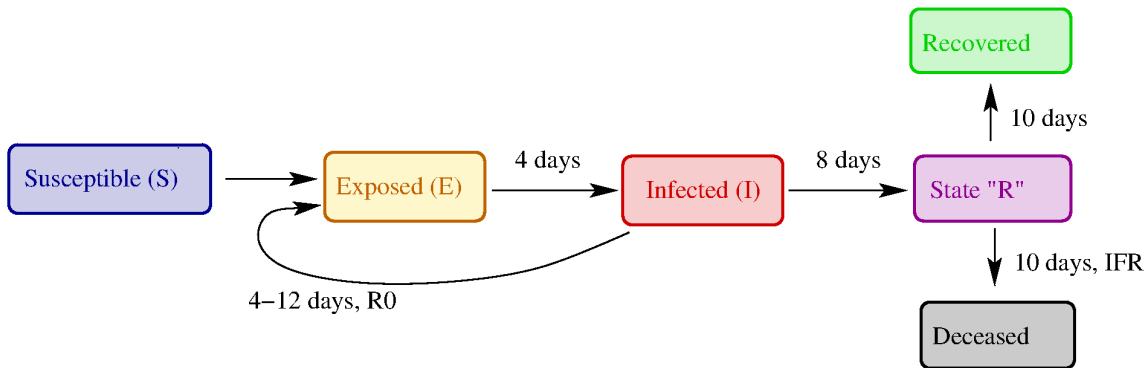 Recovered
10 days
Susceptible (S)
Exposed (E)
4 days
Infected (I)
8 days
State "R"
10 days, IFR
4–12 days, R0
Deceased